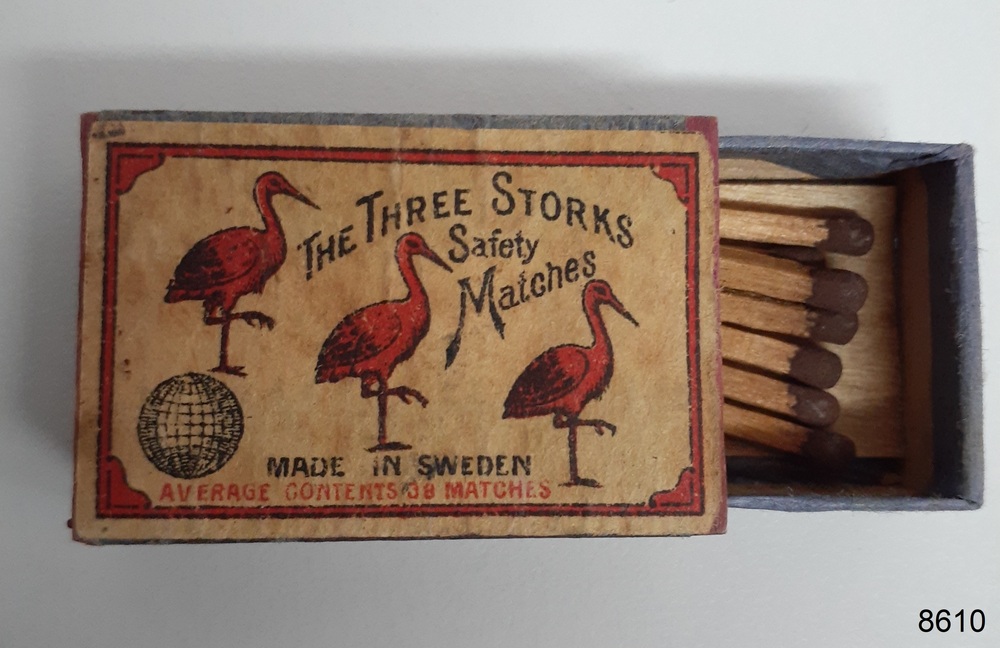 THE THREE STORKS
Safety
Matches
MADE IN SWEDEN
AVERAGE CONTENTS 38 MATCHES
8610